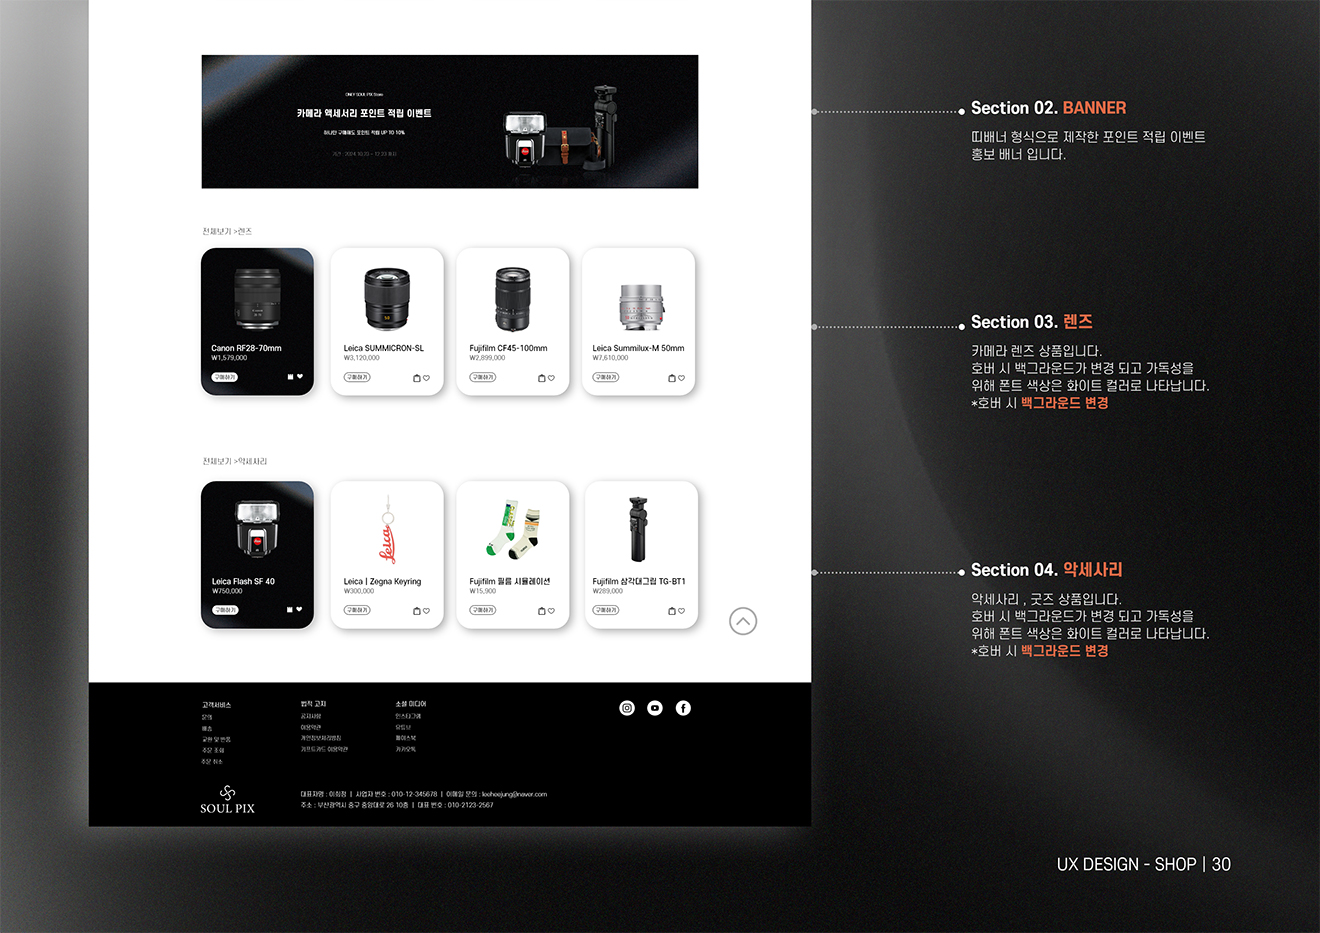 ONLY SOUL PIX Store
카메라 액세서리 포인트 적립 이벤트
하나만 구매해도 포인트 적립 UP TO 10%
전체보기 >렌즈
Canon RF28-70mm
₩1,579,000
구매하기
Leica SUMMICRON-SL
₩3,120,000
구매하기
Fujifilm CF45-100mm
₩2,899,000
구매하기
Leica Summilux-M 50mm
₩7,610,000
구매하기
전체보기 >악세사리
Leica Flash SF 40
₩750,000
구매하기
Leica
Leica | Zegna Keyring
₩300,000
구매하기
Fujifilm 필름 시뮬레이션
₩15,900
구매하기
Fujifilm 삼각대그립 TG-BT1
₩289,000
구매하기
고객서비스
문의
배송
교환 및 반품
주문 조회
주문 취소
법적 고지
공지사항
이용약관
개인정보처리방침
기프트카드 이용약관
소셜 미디어
인스타그램
유튜브
페이스북
카카오톡
SOUL PIX
대표자명 : 이희정 | 사업자 번호 : 010-12-345678 | 이메일 문의 : leeheejung@naver.com
주소 : 부산광역시 중구 중앙대로 26 10층 | 대표 번호 : 010-2123-2567
Section 02. BANNER
띠배너 형식으로 제작한 포인트 적립 이벤트
홍보 배너 입니다.
Section 03. 렌즈
카메라 렌즈 상품입니다.
호버 시 백그라운드가 변경 되고 가독성을
위해 폰트 색상은 화이트 컬러로 나타납니다.
*호버 시 백그라운드 변경
Section 04. 악세사리
악세사리 , 굿즈 상품입니다.
호버 시 백그라운드가 변경 되고 가독성을
위해 폰트 색상은 화이트 컬러로 나타납니다.
*호버 시 백그라운드 변경
UX DESIGN - SHOP | 30